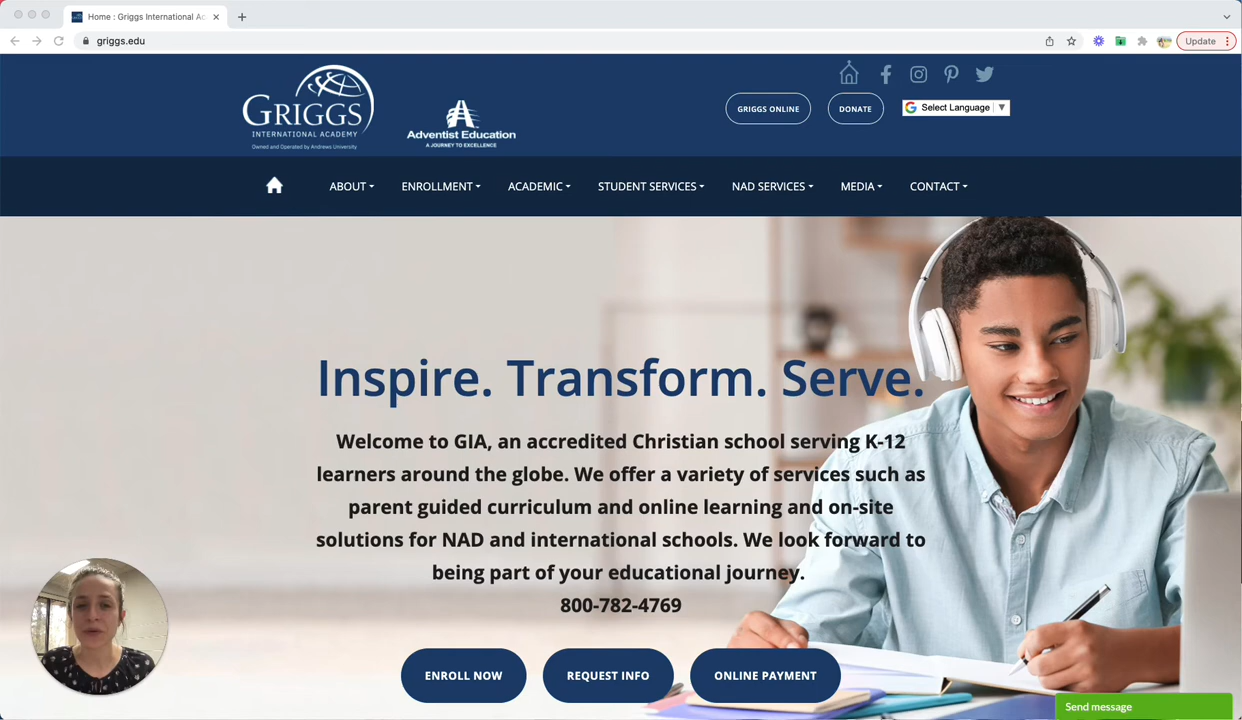 Home : Griggs International Ac
griggs.edu
Update
GRIGGS
INTERNATIONAL ACADEMY
Owned and Operated by Andrews University
Adventist Education
A JOURNEY TO EXCELLENCE
GRIGGS ONLINE
DONATE
G Select Language ▼
ABOUT
ENROLLMENT
ACADEMIC
STUDENT SERVICES
NAD SERVICES
MEDIA
CONTACT
Inspire. Transform. Serve.
Welcome to GIA, an accredited Christian school serving K-12
learners around the globe. We offer a variety of services such as
parent guided curriculum and online learning and on-site
solutions for NAD and international schools. We look forward to
being part of your educational journey.
800-782-4769
ENROLL NOW
REQUEST INFO
ONLINE PAYMENT
Send message